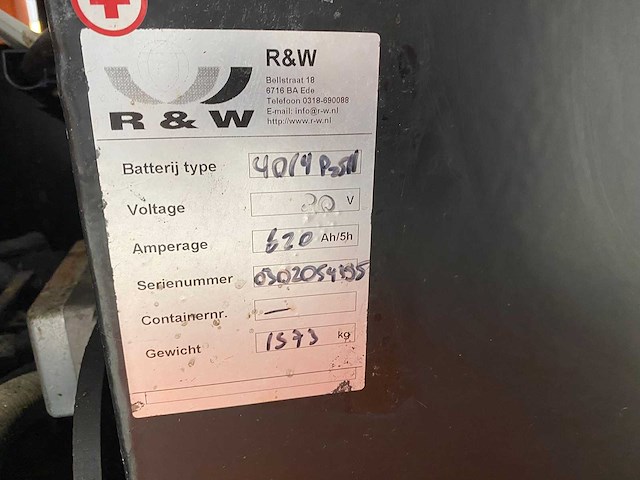 R&W
Bellstraat 18
6716 BA Ede
Telefoon 0318-690088
E-mail: info@r-w.nl
http://www.r-w.nl
R & W
Batterij type
Voltage V
Amperage 620 Ah/5h
Serienummer
Containernr. —
Gewicht 1573 kg